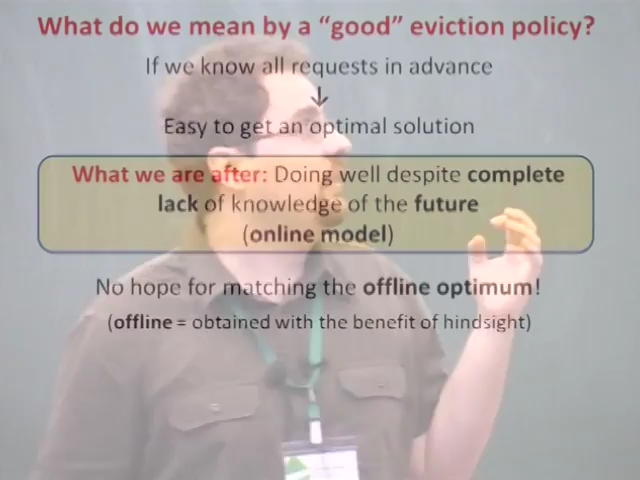 What do we mean by a “good” eviction policy?
If we know all requests in advance
↓
Easy to get an optimal solution
What we are after: Doing well despite complete
lack of knowledge of the future
(online model)
No hope for matching the offline optimum!
(offline = obtained with the benefit of hindsight)